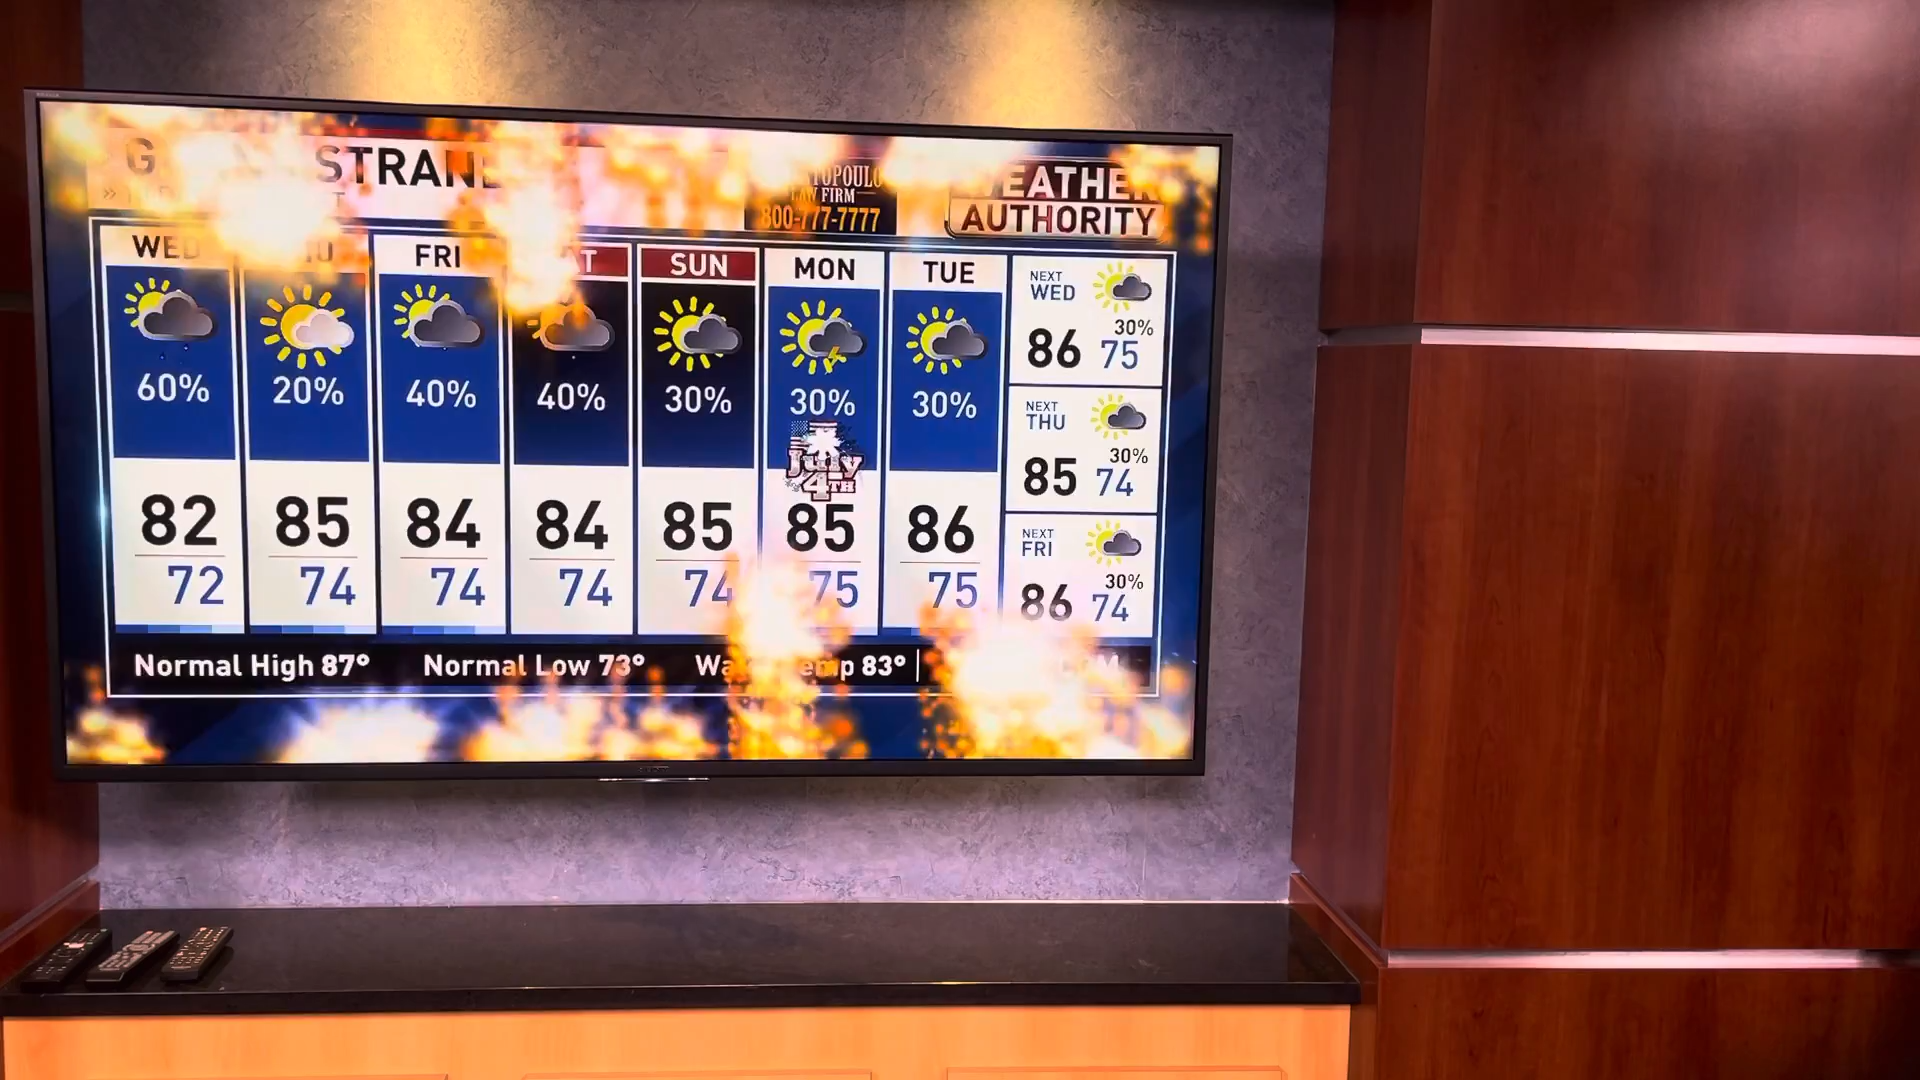 STRAN
LAW FIRM
800-777-7777
WEATHER
AUTHORITY
WED
FRI
SUN
MON
TUE
60%
20%
40%
40%
30%
30%
30%
July
4TH
82
85
84
84
85
85
86
72
74
74
74
74
75
75
NEXT
WED
86
30%
75
NEXT
THU
85
30%
74
NEXT
FRI
86
30%
74
Normal High 87°
Normal Low 73°
83°